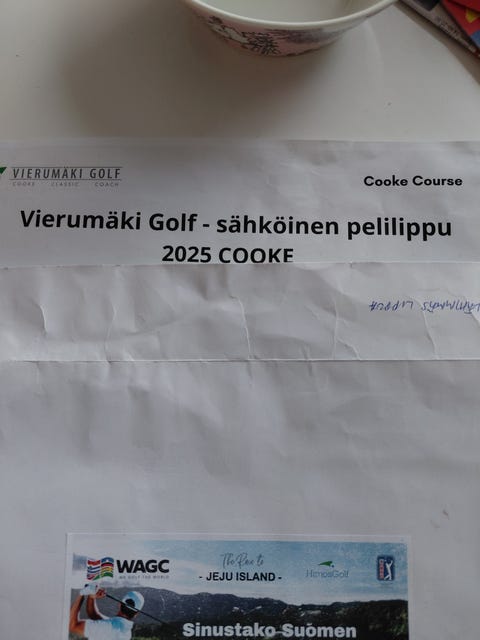 VIERUMÄKI GOLF
COOKE CLASSIC COACH
Cooke Course
Vierumäki Golf - sähköinen pelilippu
2025 COOKE
LIPPUA
WAGC
WE GOLF THE WORLD
The Race to
- JEJU ISLAND -
HimosGolf
Sinustako Suomen